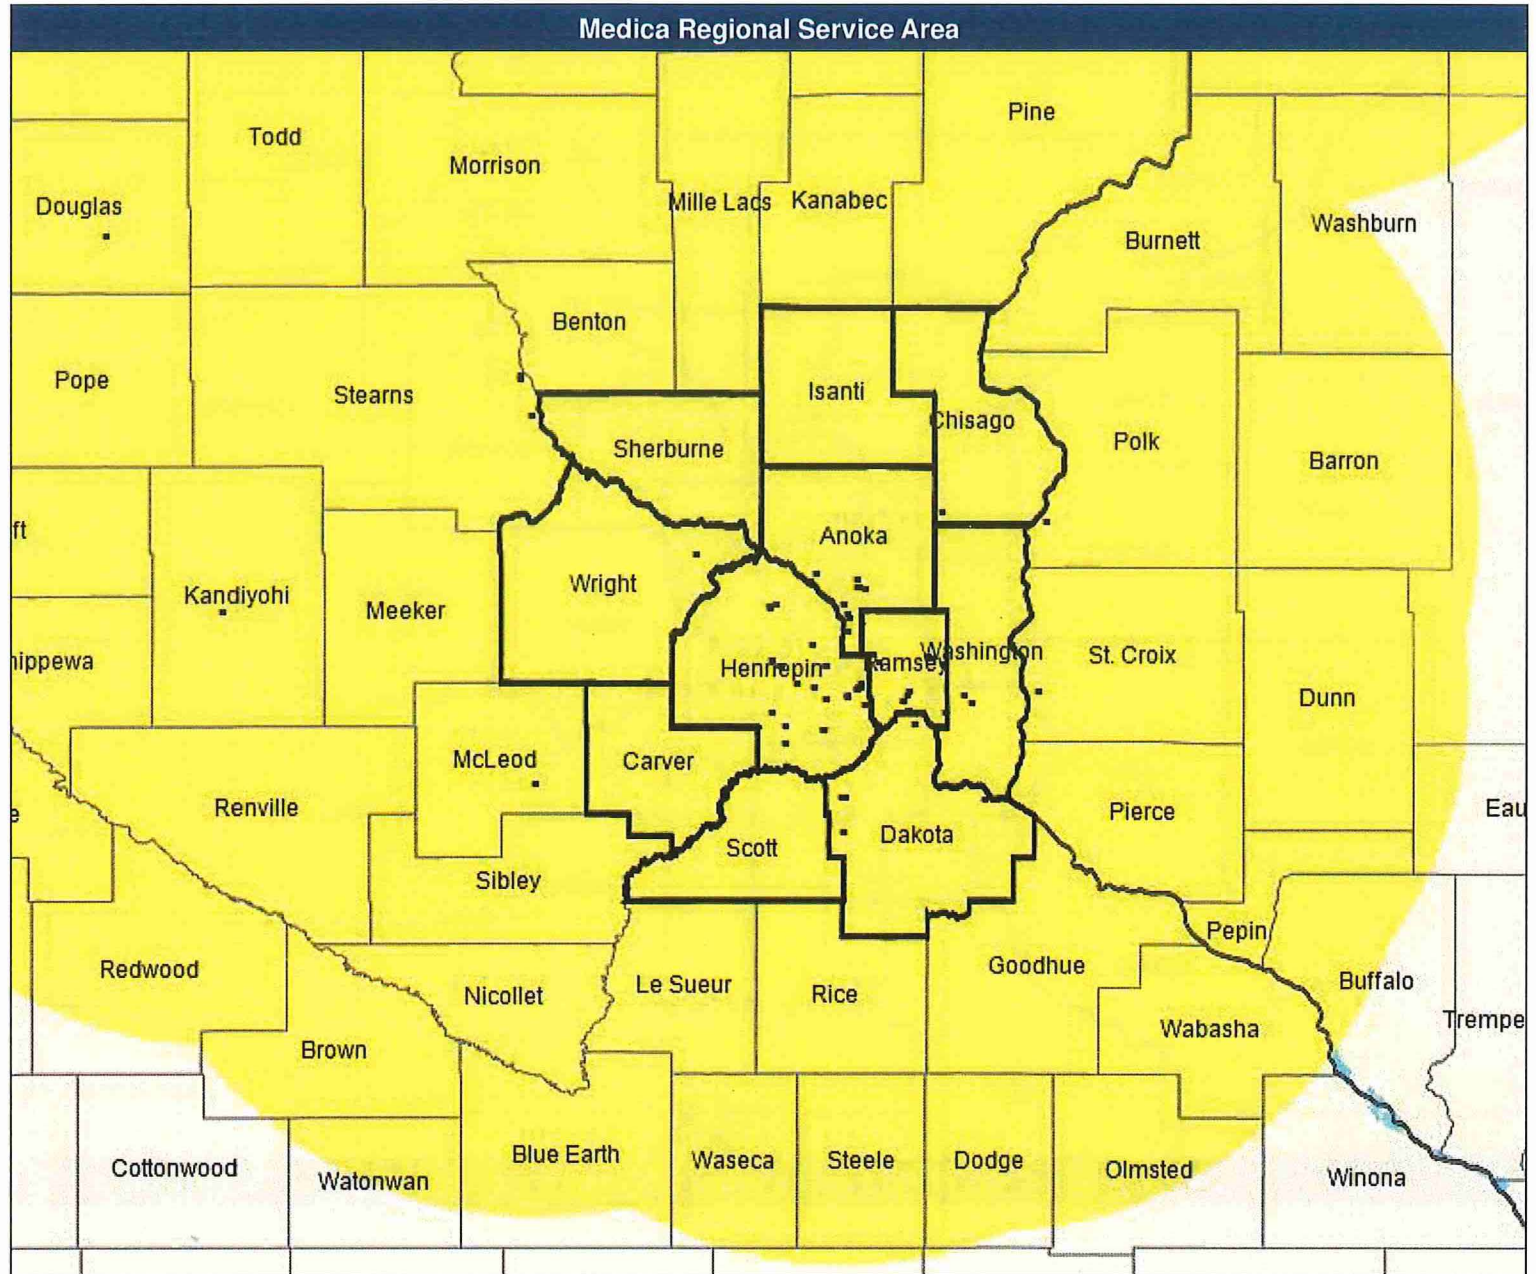 Medica Regional Service Area
Pine
Todd
Morrison
Mille Lacs
Kanabec
Douglas
Washburn
Burnett
Benton
Pope
Stearns
Isanti
Chisago
Sherburne
Polk
Barron
ft
Anoka
Wright
Kandiyohi
Meeker
hippewa
Hennepin
Ramsey
Washington
St. Croix
Dunn
McLeod
Carver
Renville
Pierce
Eau
e
Scott
Dakota
Sibley
Pepin
Redwood
Nicollet
Le Sueur
Rice
Goodhue
Buffalo
Trempe
Wabasha
Brown
Blue Earth
Waseca
Steele
Dodge
Olmsted
Cottonwood
Watonwan
Winona